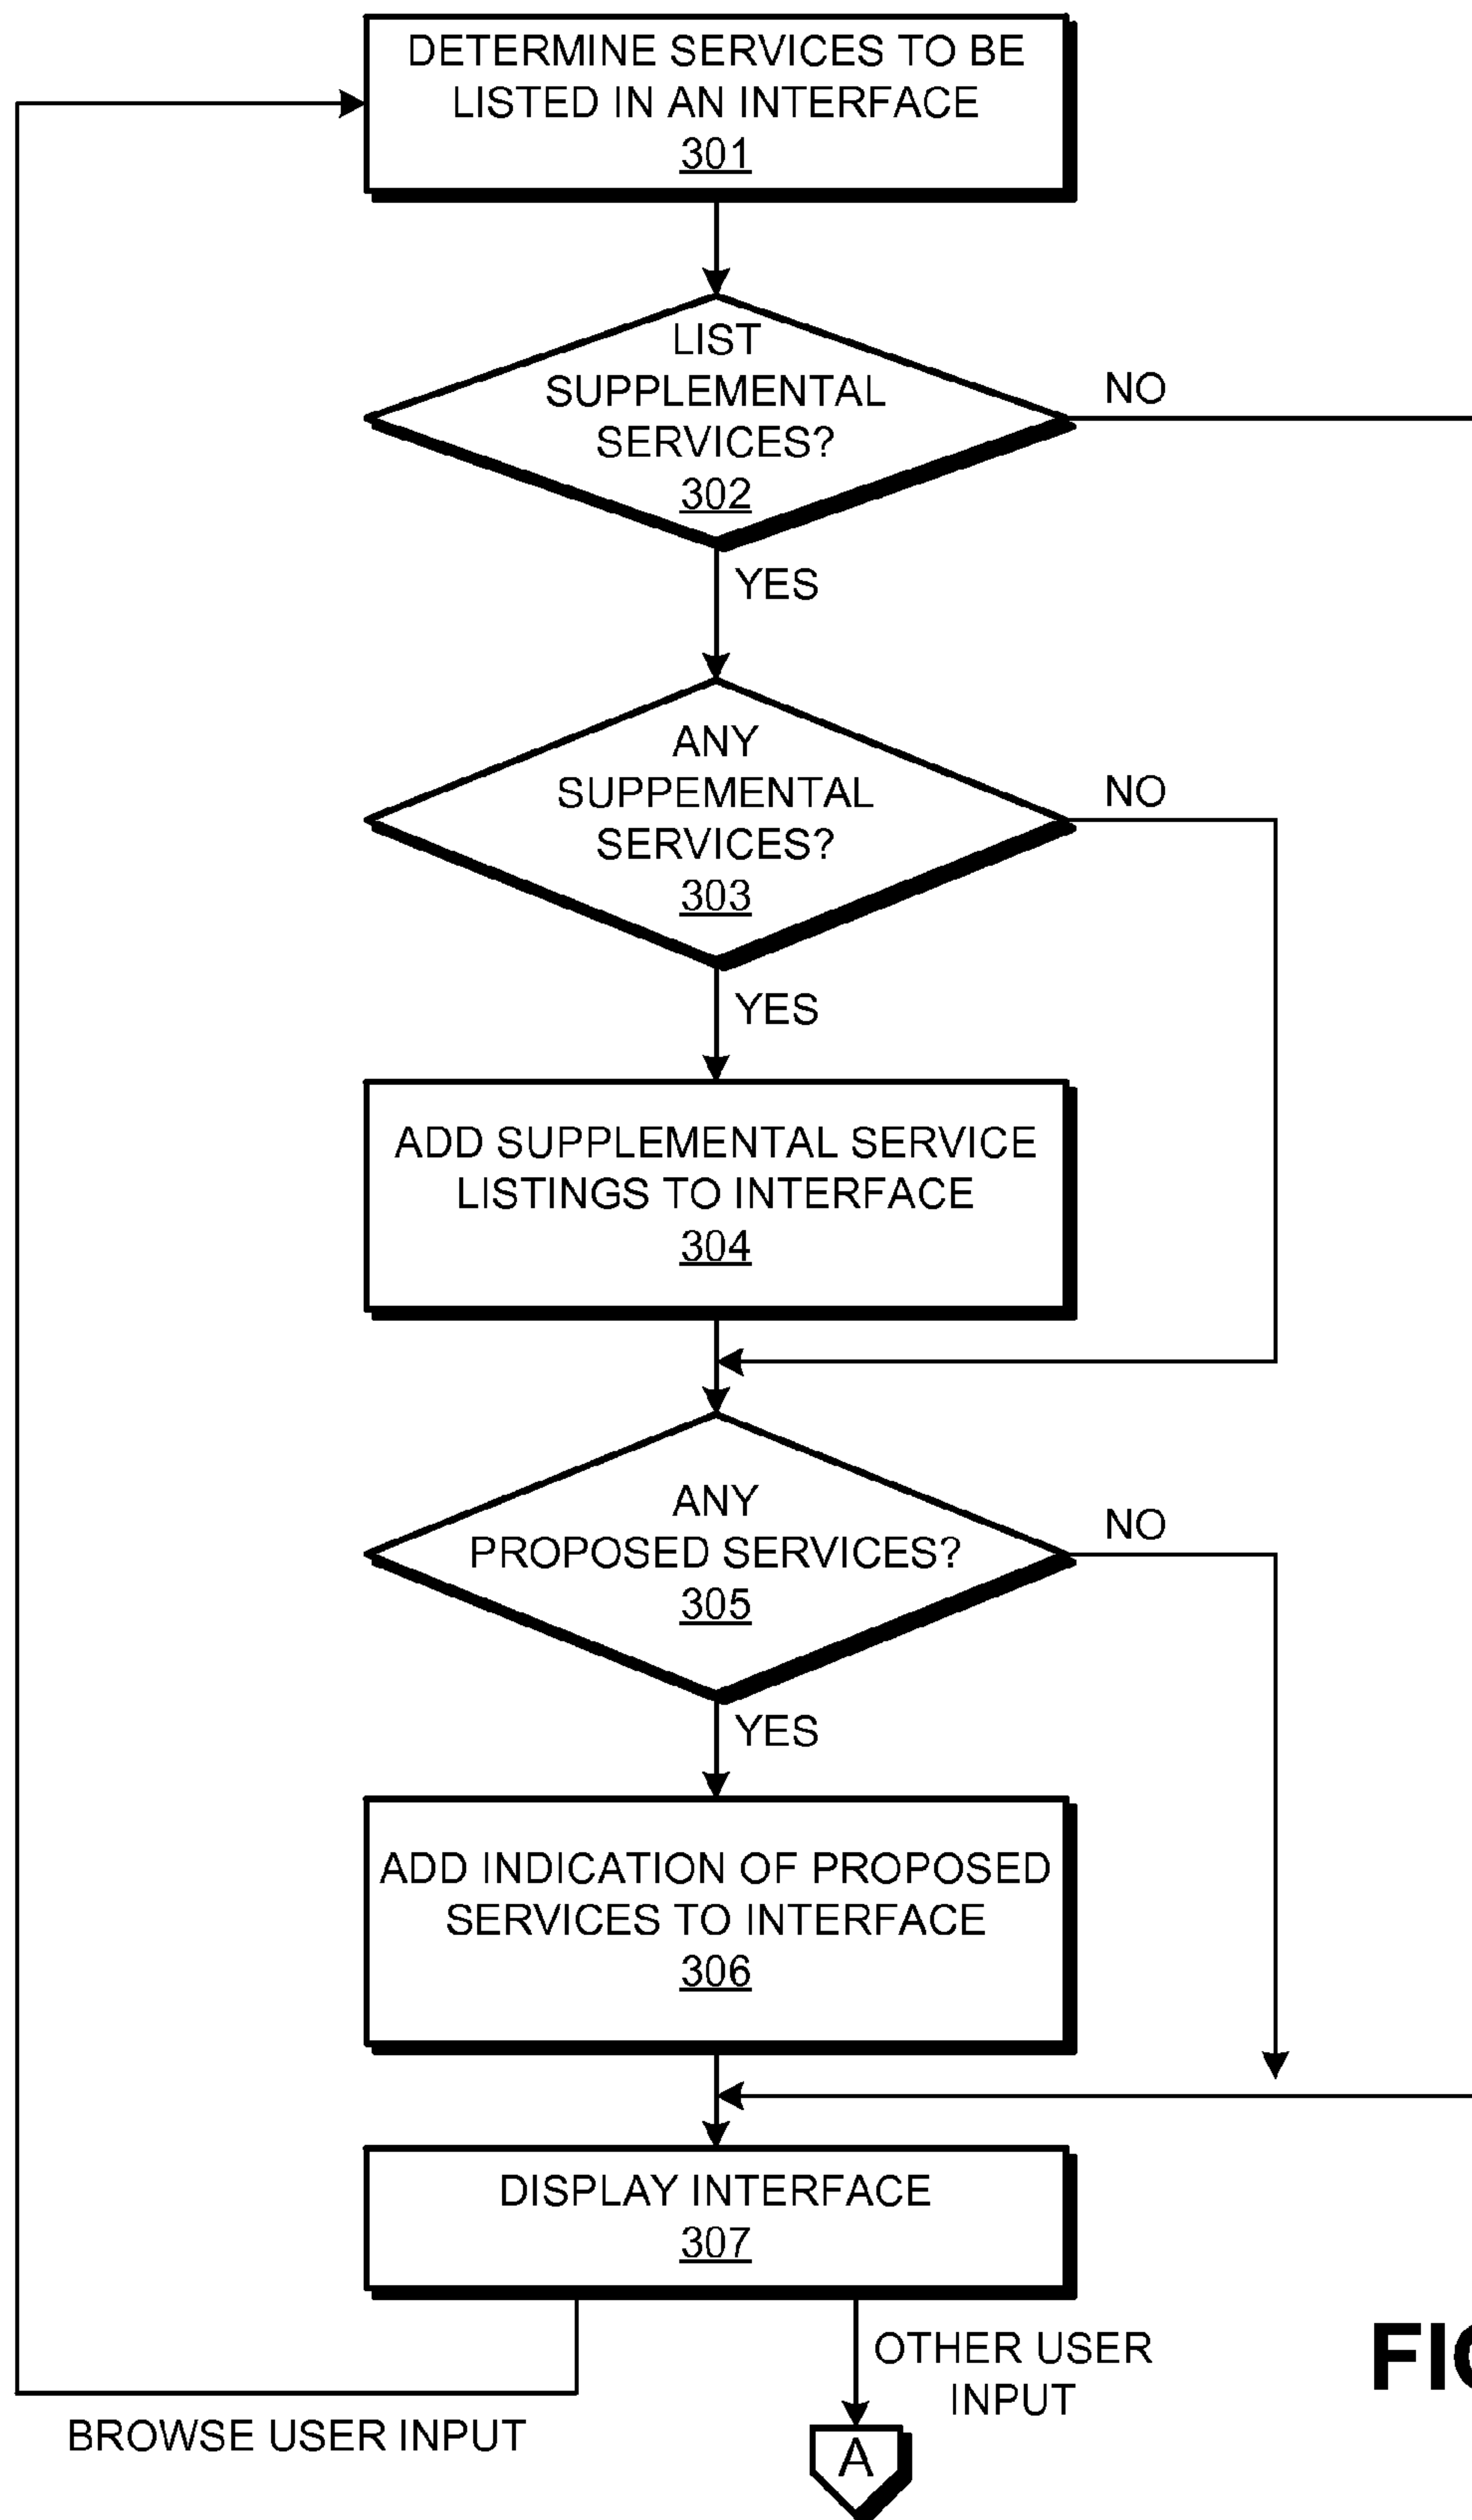 DETERMINE SERVICES TO BE
LISTED IN AN INTERFACE
301
LIST
SUPPLEMENTAL
SERVICES?
302
NO
YES
ANY
SUPPEMENTAL
SERVICES?
303
NO
YES
ADD SUPPLEMENTAL SERVICE
LISTINGS TO INTERFACE
304
ANY
PROPOSED SERVICES?
305
NO
YES
ADD INDICATION OF PROPOSED
SERVICES TO INTERFACE
306
DISPLAY INTERFACE
307
OTHER USER
INPUT
BROWSE USER INPUT
A